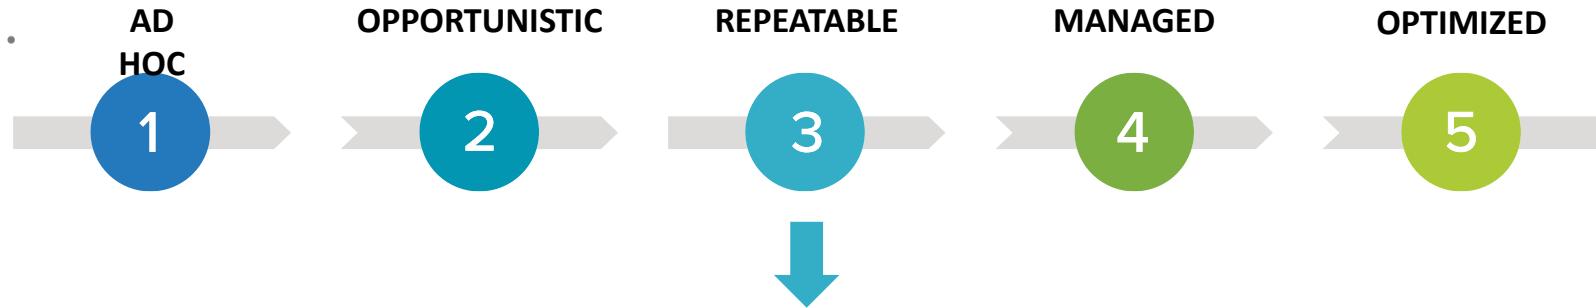 AD
HOC
OPPORTUNISTIC
REPEATABLE
MANAGED
OPTIMIZED
1
2
3
4
5